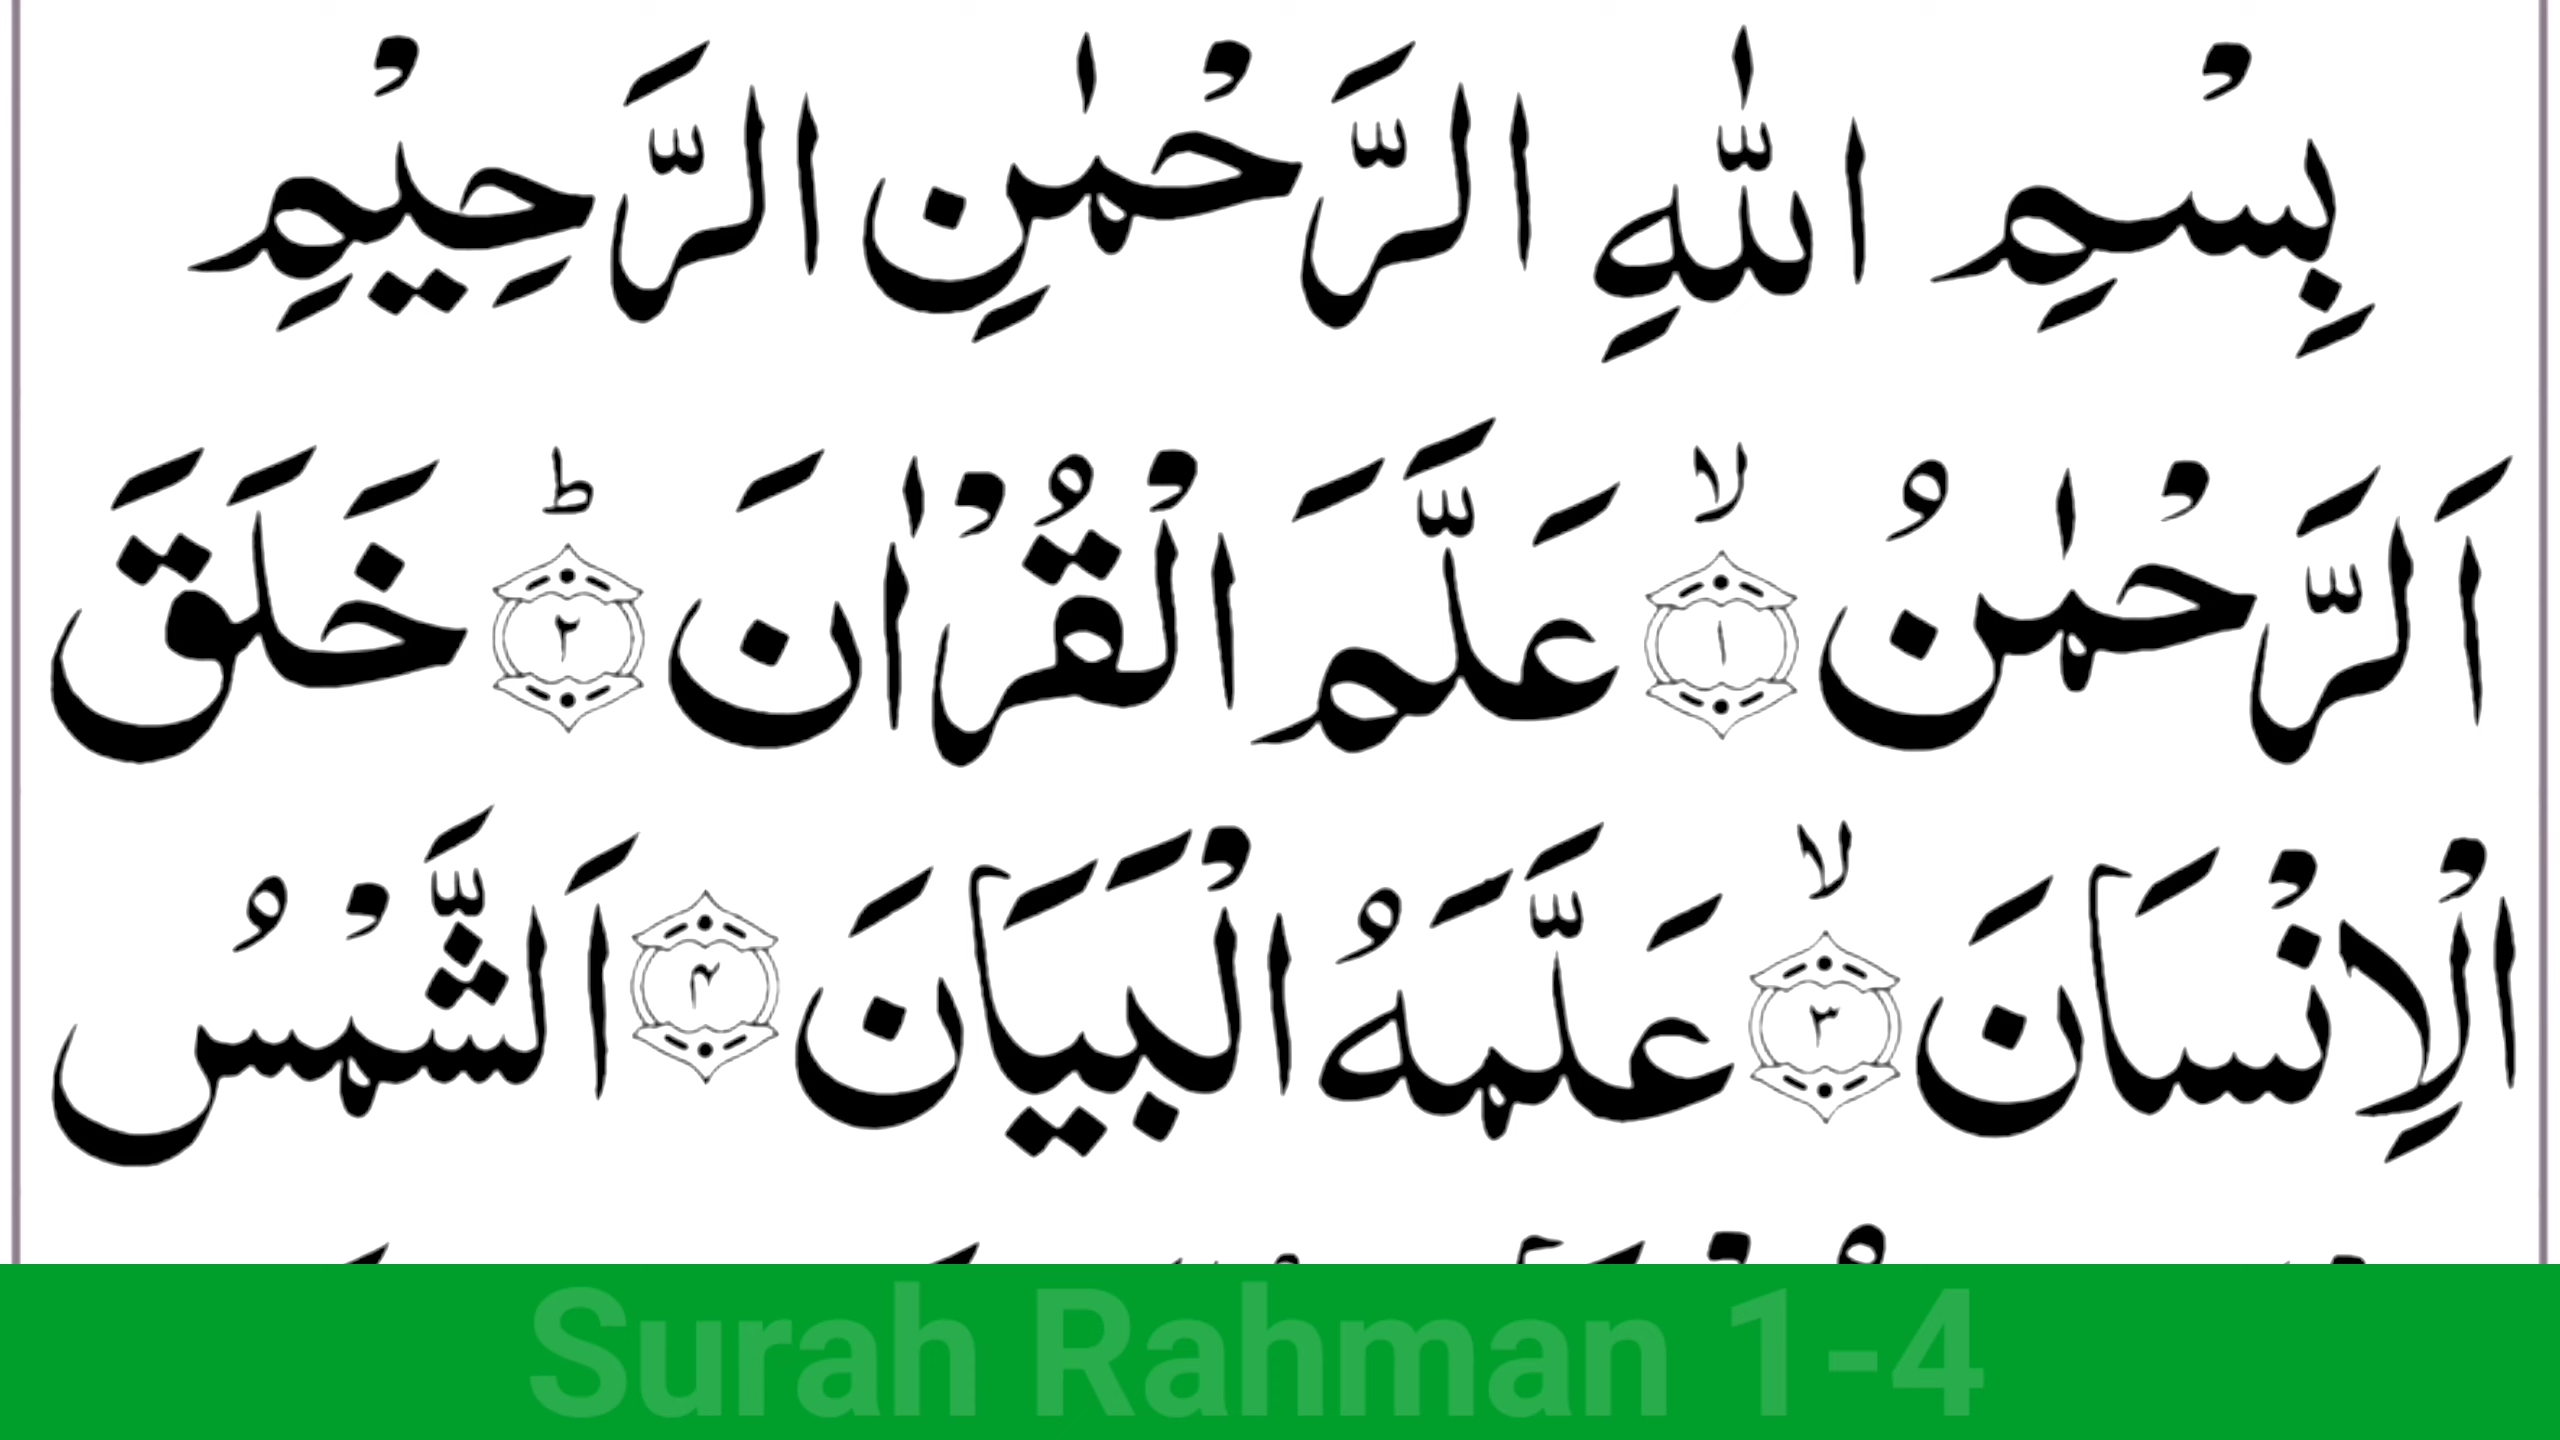 بِسْمِ اللّٰهِ الرَّحْمٰنِ الرَّحِيْمِ
اَلرَّحْمٰنُ ۙ﴿۱﴾ عَلَّمَ الْقُرْاٰنَ ؕ﴿۲﴾ خَلَقَ
الْاِنْسَانَ ۙ﴿۳﴾ عَلَّمَهُ الْبَيَانَ ﴿۴﴾ اَلشَّمْسُ
Surah Rahman 1-4